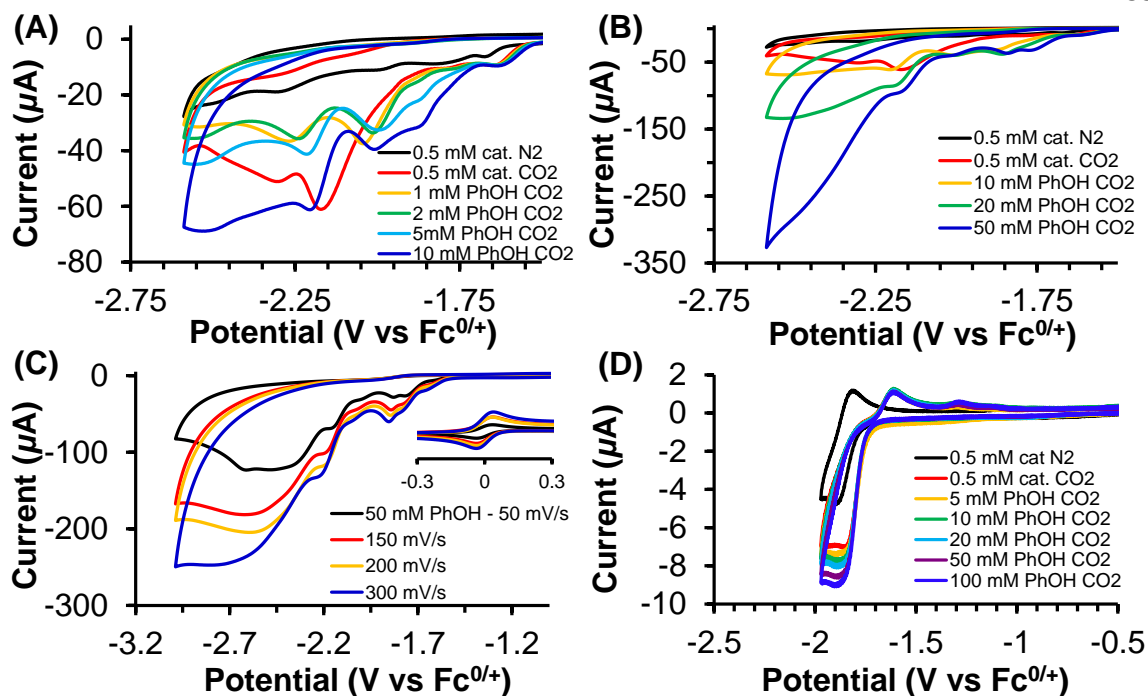 (A)
0
-20
-40
-60
-80
Current (µA)
0.5 mM cat. N2
0.5 mM cat. CO2
1 mM PhOH CO2
2 mM PhOH CO2
5mM PhOH CO2
10 mM PhOH CO2
-2.75
-2.25
-1.75
Potential (V vs Fc0/+)
(B)
-50
-150
-250
-350
Current (µA)
0.5 mM cat. N2
0.5 mM cat. CO2
10 mM PhOH CO2
20 mM PhOH CO2
50 mM PhOH CO2
-2.75
-2.25
-1.75
Potential (V vs Fc0/+)
(C)
0
-100
-200
-300
Current (µA)
-0.3
0
0.3
50 mM PhOH - 50 mV/s
150 mV/s
200 mV/s
300 mV/s
-3.2
-2.7
-2.2
-1.7
-1.2
Potential (V vs Fc0/+)
(D)
2
0
-2
-4
-6
-8
-10
Current (µA)
0.5 mM cat N2
0.5 mM cat. CO2
5 mM PhOH CO2
10 mM PhOH CO2
20 mM PhOH CO2
50 mM PhOH CO2
100 mM PhOH CO2
-2.5
-2
-1.5
-1
-0.5
Potential (V vs Fc0/+)